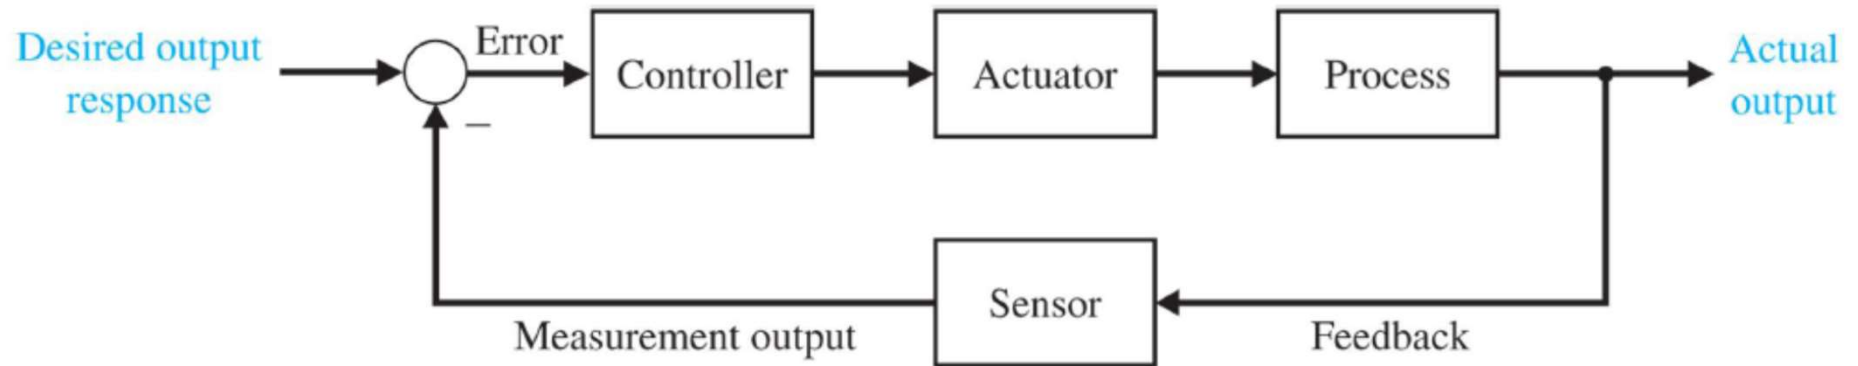 Desired output
response
Error
Controller
Actuator
Process
Actual
output
–
Sensor
Measurement output
Feedback